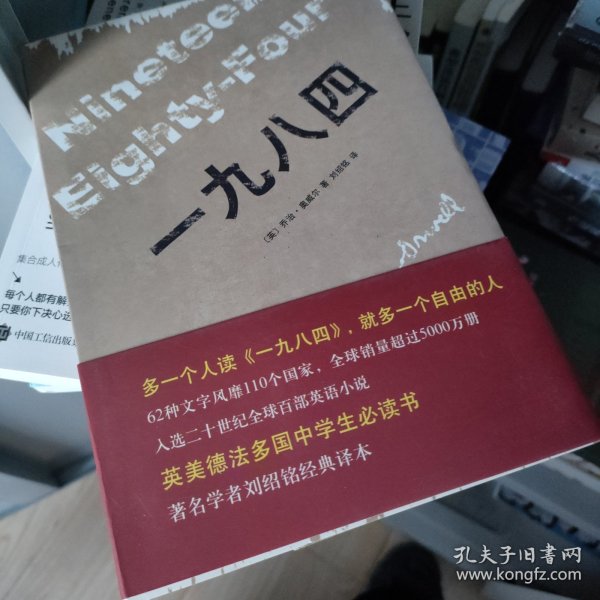 Nineteen
Eighty-Four
一九八四
〔英〕乔治·奥威尔 著 刘绍铭 译
Orwell
多一个人读《一九八四》，就多一个自由的人
62种文字风靡110个国家，全球销量超过5000万册
入选二十世纪全球百部英语小说
英美德法多国中学生必读书
著名学者刘绍铭经典译本
集合成人
每个人都有解
只要你下决心这
中国工信出版
孔夫子旧书网
www.kongfz.com